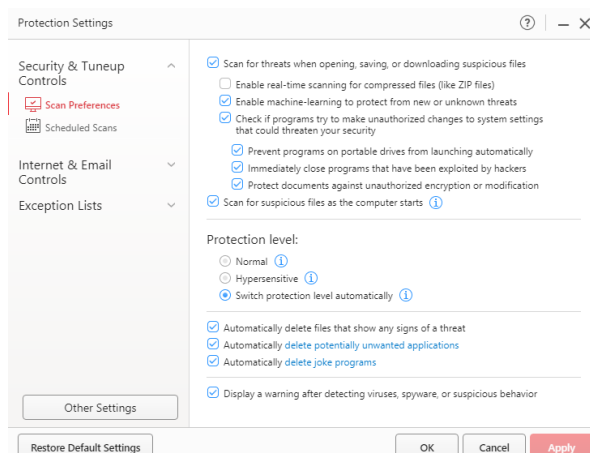 Protection Settings
?
Security & Tuneup
Controls
Scan Preferences
Scheduled Scans
Internet & Email
Controls
Exception Lists
Other Settings
Scan for threats when opening, saving, or downloading suspicious files
Enable real-time scanning for compressed files (like ZIP files)
Enable machine-learning to protect from new or unknown threats
Check if programs try to make unauthorized changes to system settings
that could threaten your security
Prevent programs on portable drives from launching automatically
Immediately close programs that have been exploited by hackers
Protect documents against unauthorized encryption or modification
Scan for suspicious files as the computer starts i
Protection level:
Normal i
Hypersensitive i
Switch protection level automatically i
Automatically delete files that show any signs of a threat
Automatically delete potentially unwanted applications
Automatically delete joke programs
Display a warning after detecting viruses, spyware, or suspicious behavior
Restore Default Settings
OK
Cancel
Apply